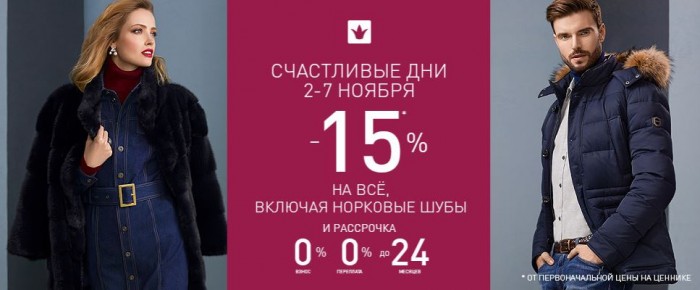 СЧАСТЛИВЫЕ ДНИ
2-7 НОЯБРЯ
-15%*
НА ВСЁ,
ВКЛЮЧАЯ НОРКОВЫЕ ШУБЫ
И РАССРОЧКА
0% 0% ДО 24
ВЗНОС ПЕРЕПЛАТА МЕСЯЦЕВ
* ОТ ПЕРВОНАЧАЛЬНОЙ ЦЕНЫ НА ЦЕННИКЕ